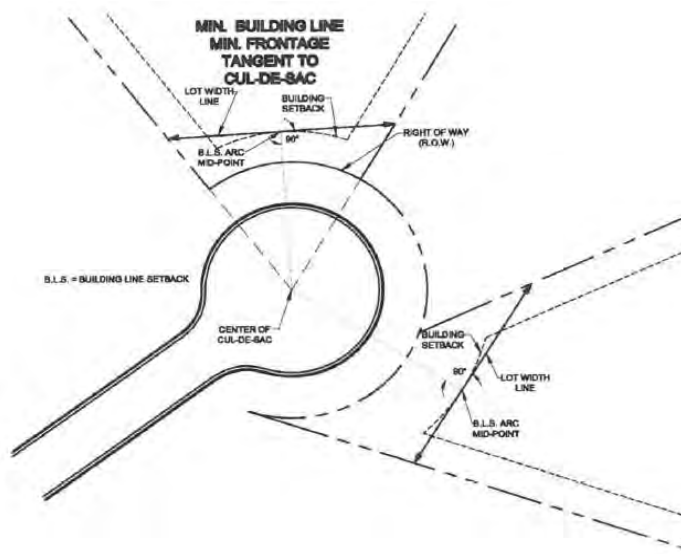 MIN. BUILDING LINE
MIN. FRONTAGE
TANGENT TO
CUL-DE-SAC
LOT WIDTH
LINE
BUILDING
SETBACK
90°
B.L.S. ARC
MID-POINT
RIGHT OF WAY
(R.O.W.)
B.L.S. = BUILDING LINE SETBACK
CENTER OF
CUL-DE-SAC
BUILDING
SETBACK
90°
LOT WIDTH
LINE
B.L.S. ARC
MID-POINT